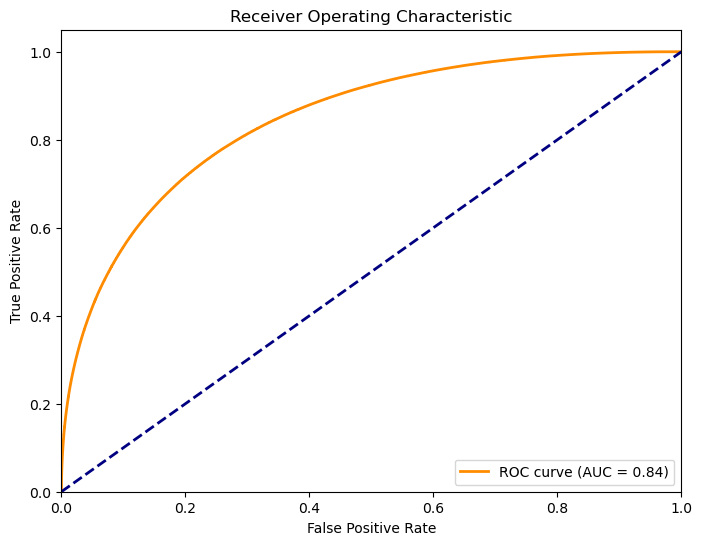 Receiver Operating Characteristic
True Positive Rate
1.0
0.8
0.6
0.4
0.2
0.0
ROC curve (AUC = 0.84)
0.0 0.2 0.4 0.6 0.8 1.0
False Positive Rate